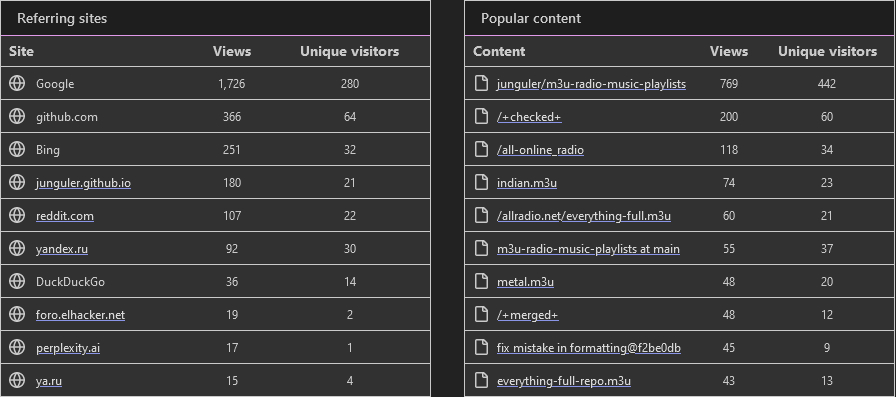 Referring sites
Site Views Unique visitors
Google 1,726 280
github.com 366 64
Bing 251 32
junguler.github.io 180 21
reddit.com 107 22
yandex.ru 92 30
DuckDuckGo 36 14
foro.elhacker.net 19 2
perplexity.ai 17 1
ya.ru 15 4
Popular content
Content Views Unique visitors
junguler/m3u-radio-music-playlists 769 442
/+checked+ 200 60
/all-online_radio 118 34
indian.m3u 74 23
/allradio.net/everything-full.m3u 60 21
m3u-radio-music-playlists at main 55 37
metal.m3u 48 20
/+merged+ 48 12
fix mistake in formatting@f2be0db 45 9
everything-full-repo.m3u 43 13